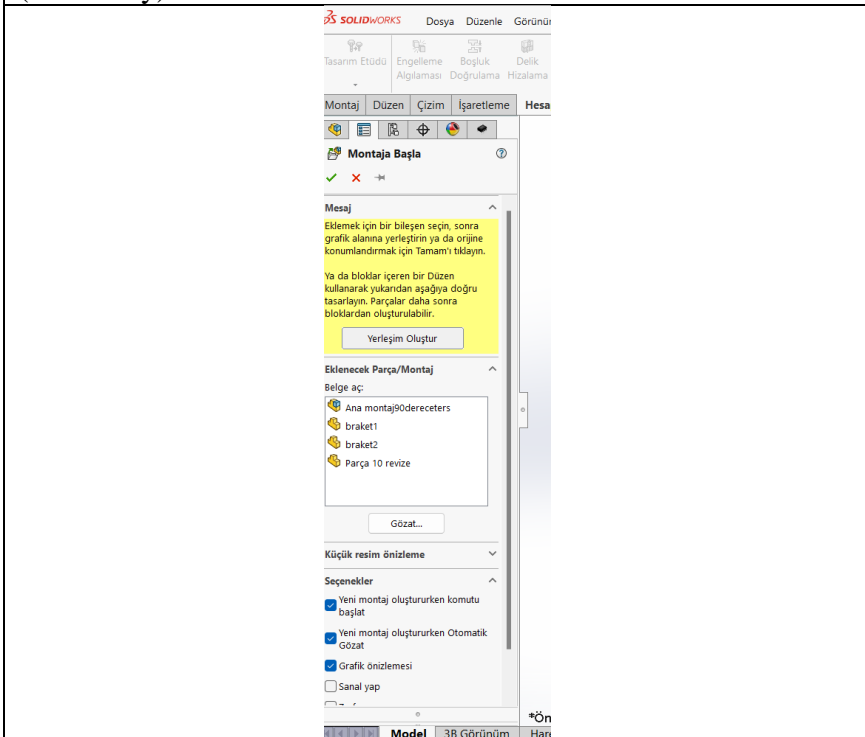 SOLIDWORKS Dosya Düzenle Görünür
Tasarım Etüdü Engelleme Algılaması Boşluk Doğrulama Delik Hizalama
Montaj Düzen Çizim İşaretleme Hesa
Montaja Başla
Mesaj
Eklemek için bir bileşen seçin, sonra
grafik alanına yerleştirin ya da orijine
konumlandırmak için Tamam'ı tıklayın.
Ya da bloklar içeren bir Düzen
kullanarak yukarıdan aşağıya doğru
tasarlayın. Parçalar daha sonra
bloklardan oluşturulabilir.
Yerleşim Oluştur
Eklenecek Parça/Montaj
Belge aç:
Ana montaj90dereceters
braket1
braket2
Parça 10 revize
Gözat...
Küçük resim önizleme
Seçenekler
Yeni montaj oluştururken komutu
başlat
Yeni montaj oluştururken Otomatik
Gözat
Grafik önizlemesi
Sanal yap
*Ön
Model 3B Görünüm Hare